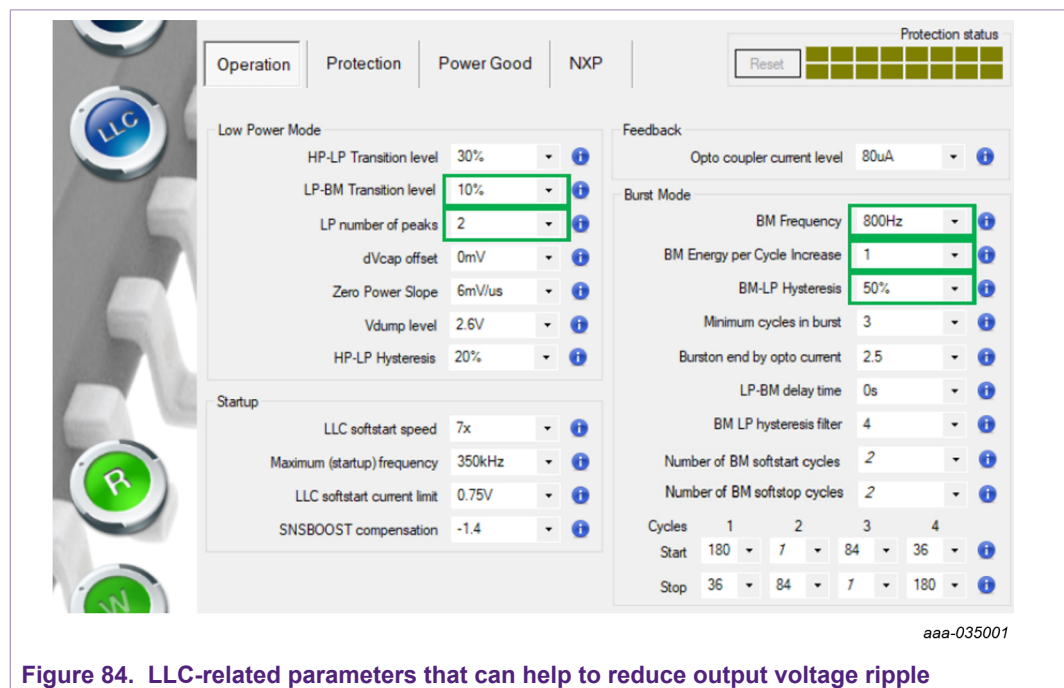 Protection status
Operation Protection Power Good NXP Reset
LLC
Low Power Mode
HP-LP Transition level 30%
LP-BM Transition level 10%
LP number of peaks 2
dVcap offset 0mV
Zero Power Slope 6mV/us
Vdump level 2.6V
HP-LP Hysteresis 20%
Startup
LLC softstart speed 7x
Maximum (startup) frequency 350kHz
LLC softstart current limit 0.75V
SNSBOOST compensation -1.4
R
W
Feedback
Opto coupler current level 80uA
Burst Mode
BM Frequency 800Hz
BM Energy per Cycle Increase 1
BM-LP Hysteresis 50%
Minimum cycles in burst 3
Burston end by opto current 2.5
LP-BM delay time 0s
BM LP hysteresis filter 4
Number of BM softstart cycles 2
Number of BM softstop cycles 2
Cycles 1 2 3 4
Start 180 1 84 36
Stop 36 84 1 180
aaa-035001
Figure 84. LLC-related parameters that can help to reduce output voltage ripple